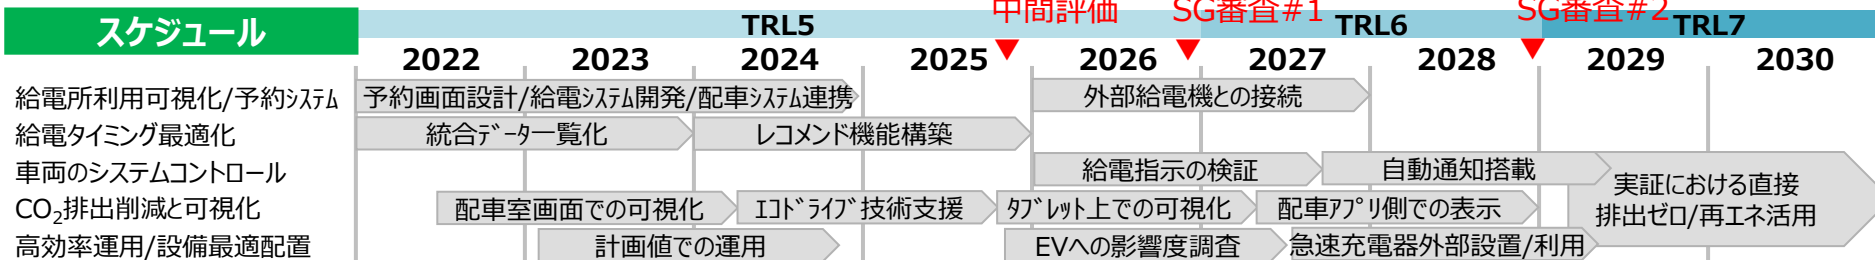 中間評価 SG審査#1 SG審査#2
スケジュール TRL5 TRL6 TRL7
2022 2023 2024 2025 2026 2027 2028 2029 2030
給電所利用可視化/予約ｼｽﾃﾑ 予約画面設計/給電ｼｽﾃﾑ開発/配車ｼｽﾃﾑ連携 外部給電機との接続
給電タイミング最適化 統合ﾃﾞｰﾀ一覧化 レコメンド機能構築
車両のシステムコントロール 給電指示の検証 自動通知搭載
CO₂排出削減と可視化 配車室画面での可視化 ｴｺﾄﾞﾗｲﾌﾞ技術支援 ﾀﾌﾞﾚｯﾄ上での可視化 配車ｱﾌﾟﾘ側での表示
実証における直接
排出ゼロ/再エネ活用
高効率運用/設備最適配置 計画値での運用 EVへの影響度調査 急速充電器外部設置/利用